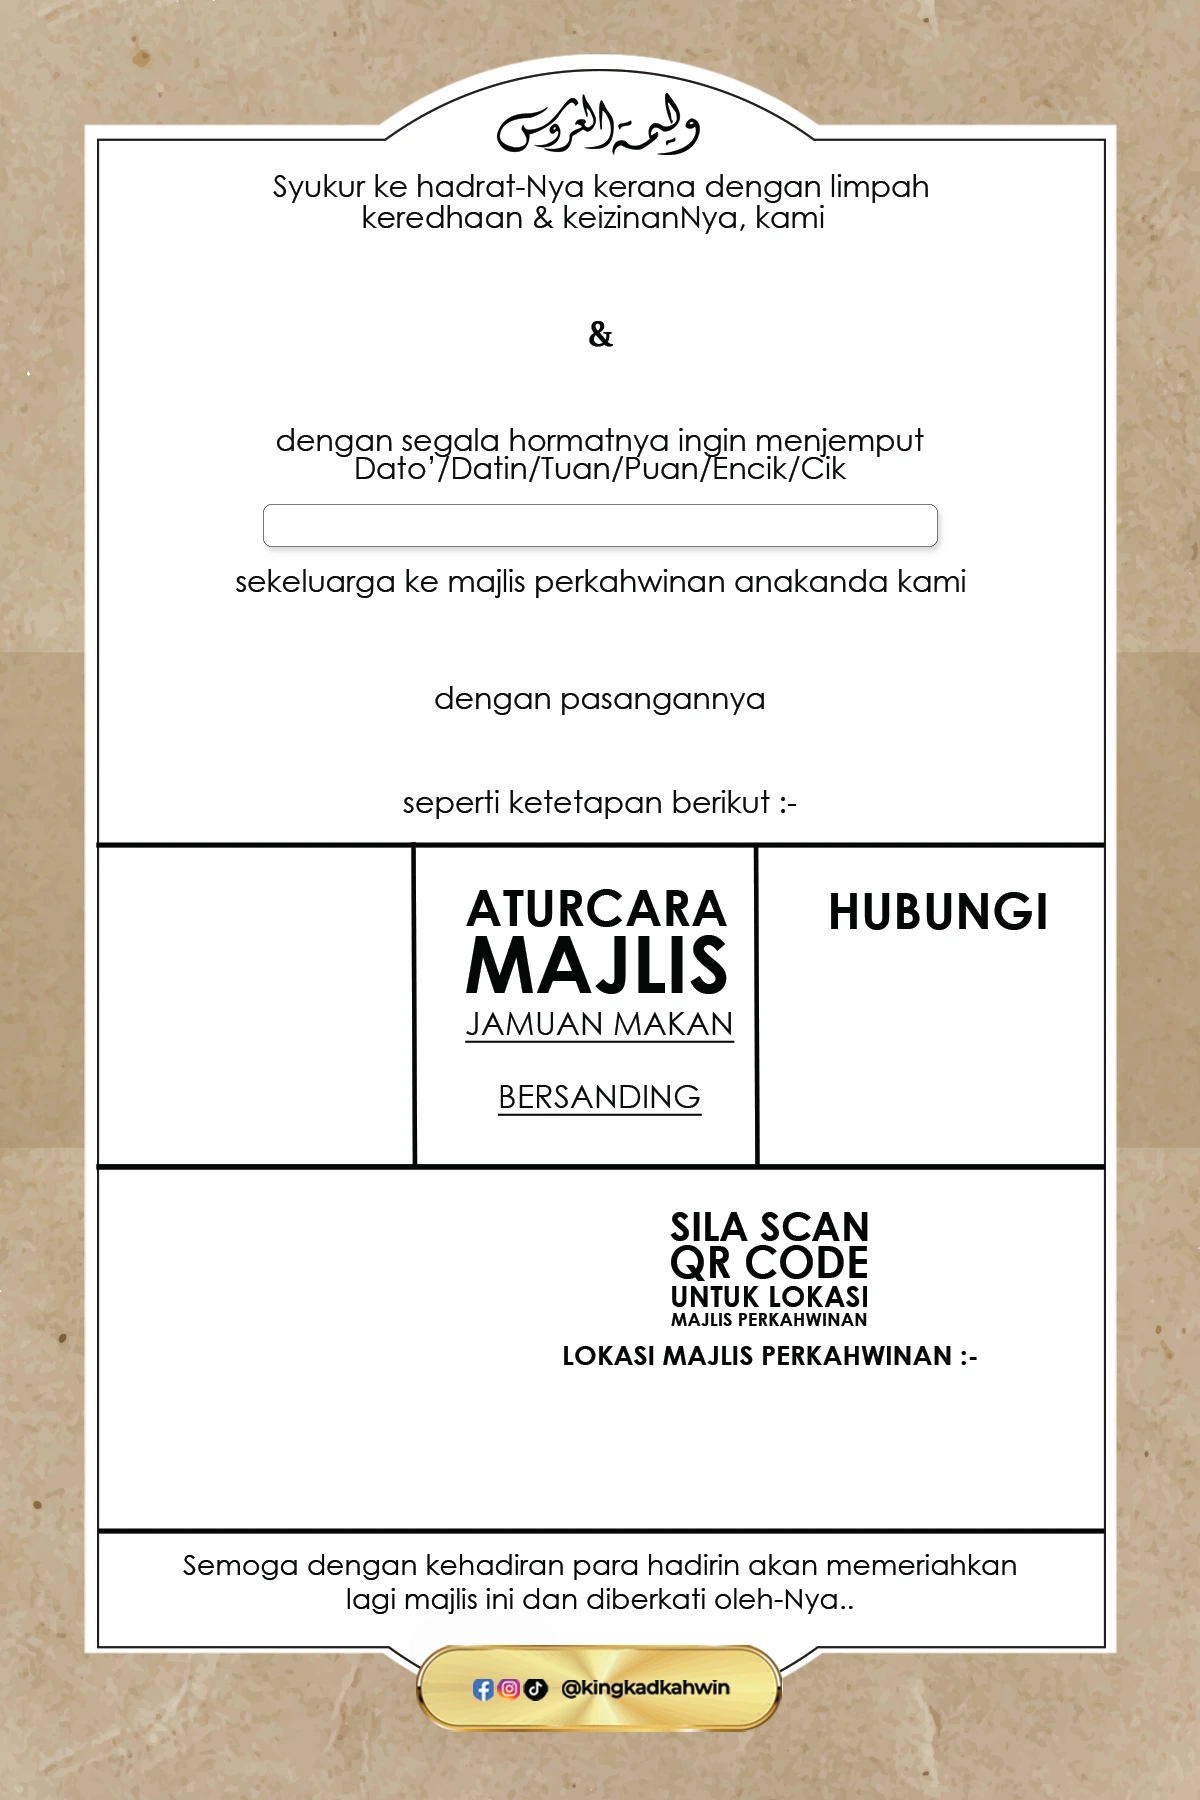 وليمة العروس
Syukur ke hadrat-Nya kerana dengan limpah
keredhaan & keizinanNya, kami
&
dengan segala hormatnya ingin menjemput
Dato’/Datin/Tuan/Puan/Encik/Cik
sekeluarga ke majlis perkahwinan anakanda kami
dengan pasangannya
seperti ketetapan berikut :-
ATURCARA
MAJLIS
JAMUAN MAKAN
BERSANDING
HUBUNGI
SILA SCAN
QR CODE
UNTUK LOKASI
MAJLIS PERKAHWINAN
LOKASI MAJLIS PERKAHWINAN :-
Semoga dengan kehadiran para hadirin akan memeriahkan
lagi majlis ini dan diberkati oleh-Nya..
@kingkadkahwin